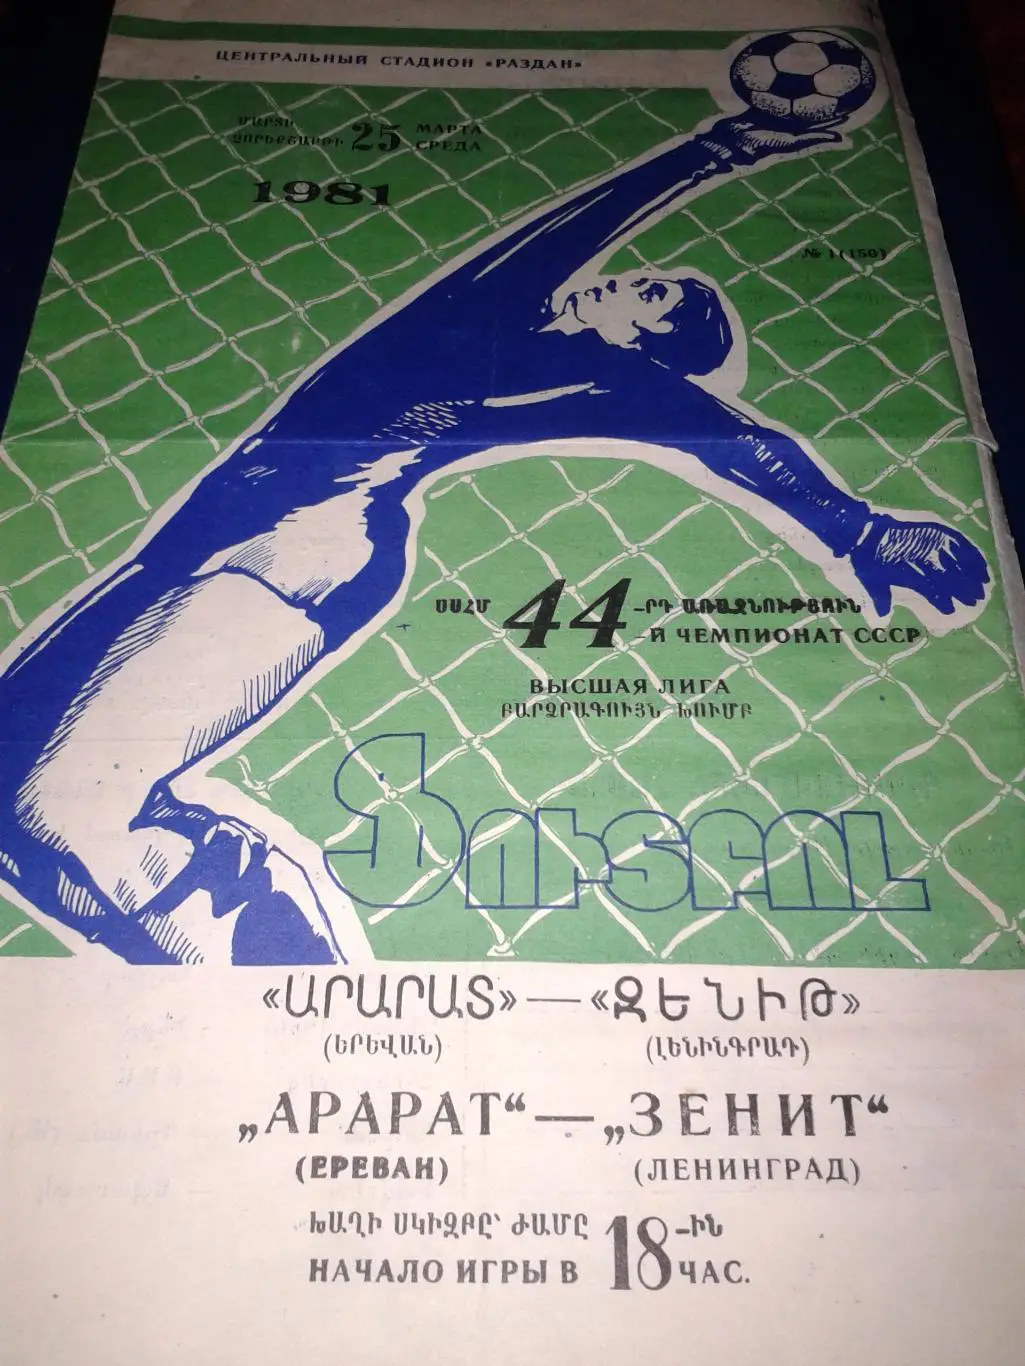 ЦЕНТРАЛЬНЫЙ СТАДИОН «РАЗДАН»
ՄԱՐՏԻ 25 МАРТА
ՉՈՐԵՔՇԱԲԹԻ СРЕДА
1981
№ 1 (150)
ՍՍՀՄ 44 -ՐԴ ԱՌԱՋՆՈՒԹՅՈՒՆ
-Й ЧЕМПИОНАТ СССР
ВЫСШАЯ ЛИГА
ԲԱՐՁՐԱԳՈՒՅՆ ԽՈՒՄԲ
Ֆուտբոլ
«ԱՐԱՐԱՏ» — «ԶԵՆԻԹ»
(ԵՐԵՎԱՆ) (ԼԵՆԻՆԳՐԱԴ)
„АРАРАТ“ — „ЗЕНИТ“
(ЕРЕВАН) (ЛЕНИНГРАД)
ԽԱՂԻ ՍԿԻԶԲԸ՝ ԺԱՄԸ 18 -ԻՆ
НАЧАЛО ИГРЫ В ЧАС.